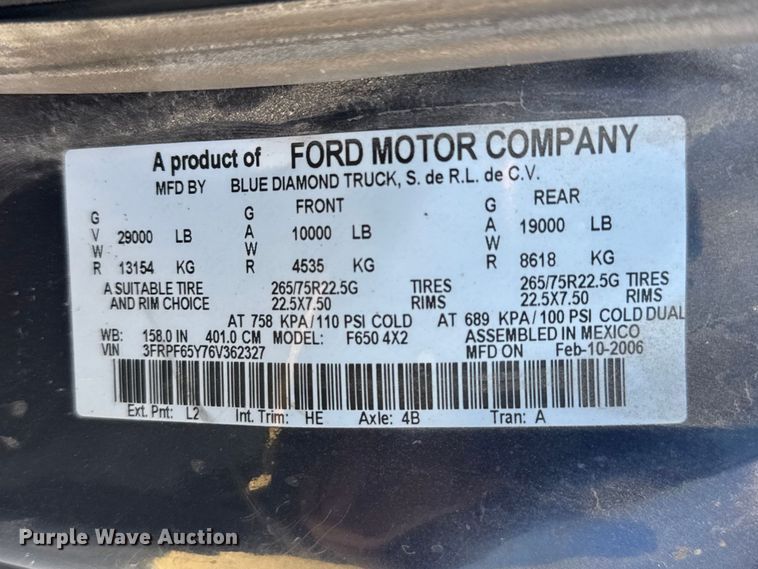 A product of FORD MOTOR COMPANY
MFD BY BLUE DIAMOND TRUCK, S. de R.L. de C.V.
GVWR 29000 LB 13154 KG
FRONT GAWR 10000 LB 4535 KG
REAR GAWR 19000 LB 8618 KG
A SUITABLE TIRE 265/75R22.5G TIRES 265/75R22.5G TIRES
AND RIM CHOICE 22.5X7.50 RIMS 22.5X7.50 RIMS
AT 758 KPA/110 PSI COLD AT 689 KPA/100 PSI COLD DUAL
WB: 158.0 IN 401.0 CM MODEL: F650 4X2 ASSEMBLED IN MEXICO
VIN 3FRPF65Y76V362327 MFD ON Feb-10-2006
Ext. Pnt: L2 Int. Trim: HE Axle: 4B Tran: A
Purple Wave Auction